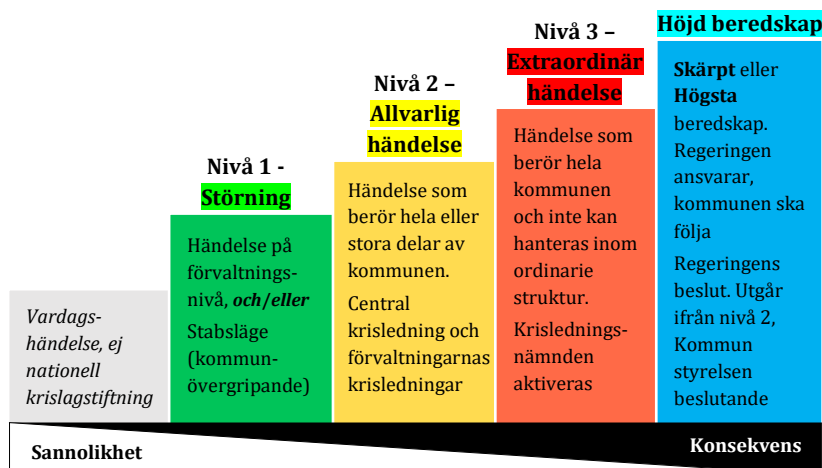 Vardags-
händelse, ej
nationell
krislagstiftning
Nivå 1 -
Störning
Händelse på
förvaltnings-
nivå, och/eller
Stabsläge
(kommun-
övergripande)
Nivå 2 –
Allvarlig
händelse
Händelse som
berör hela eller
stora delar av
kommunen.
Central
krisledning och
förvaltningarnas
krisledningar
Nivå 3 –
Extraordinär
händelse
Händelse som
berör hela
kommunen
och inte kan
hanteras inom
ordinarie
struktur.
Krislednings-
nämnden
aktiveras
Höjd beredskap
Skärpt eller
Högsta
beredskap.
Regeringen
ansvarar,
kommunen ska
följa
Regeringens
beslut. Utgår
ifrån nivå 2,
Kommun
styrelsen
beslutande
Sannolikhet
Konsekvens